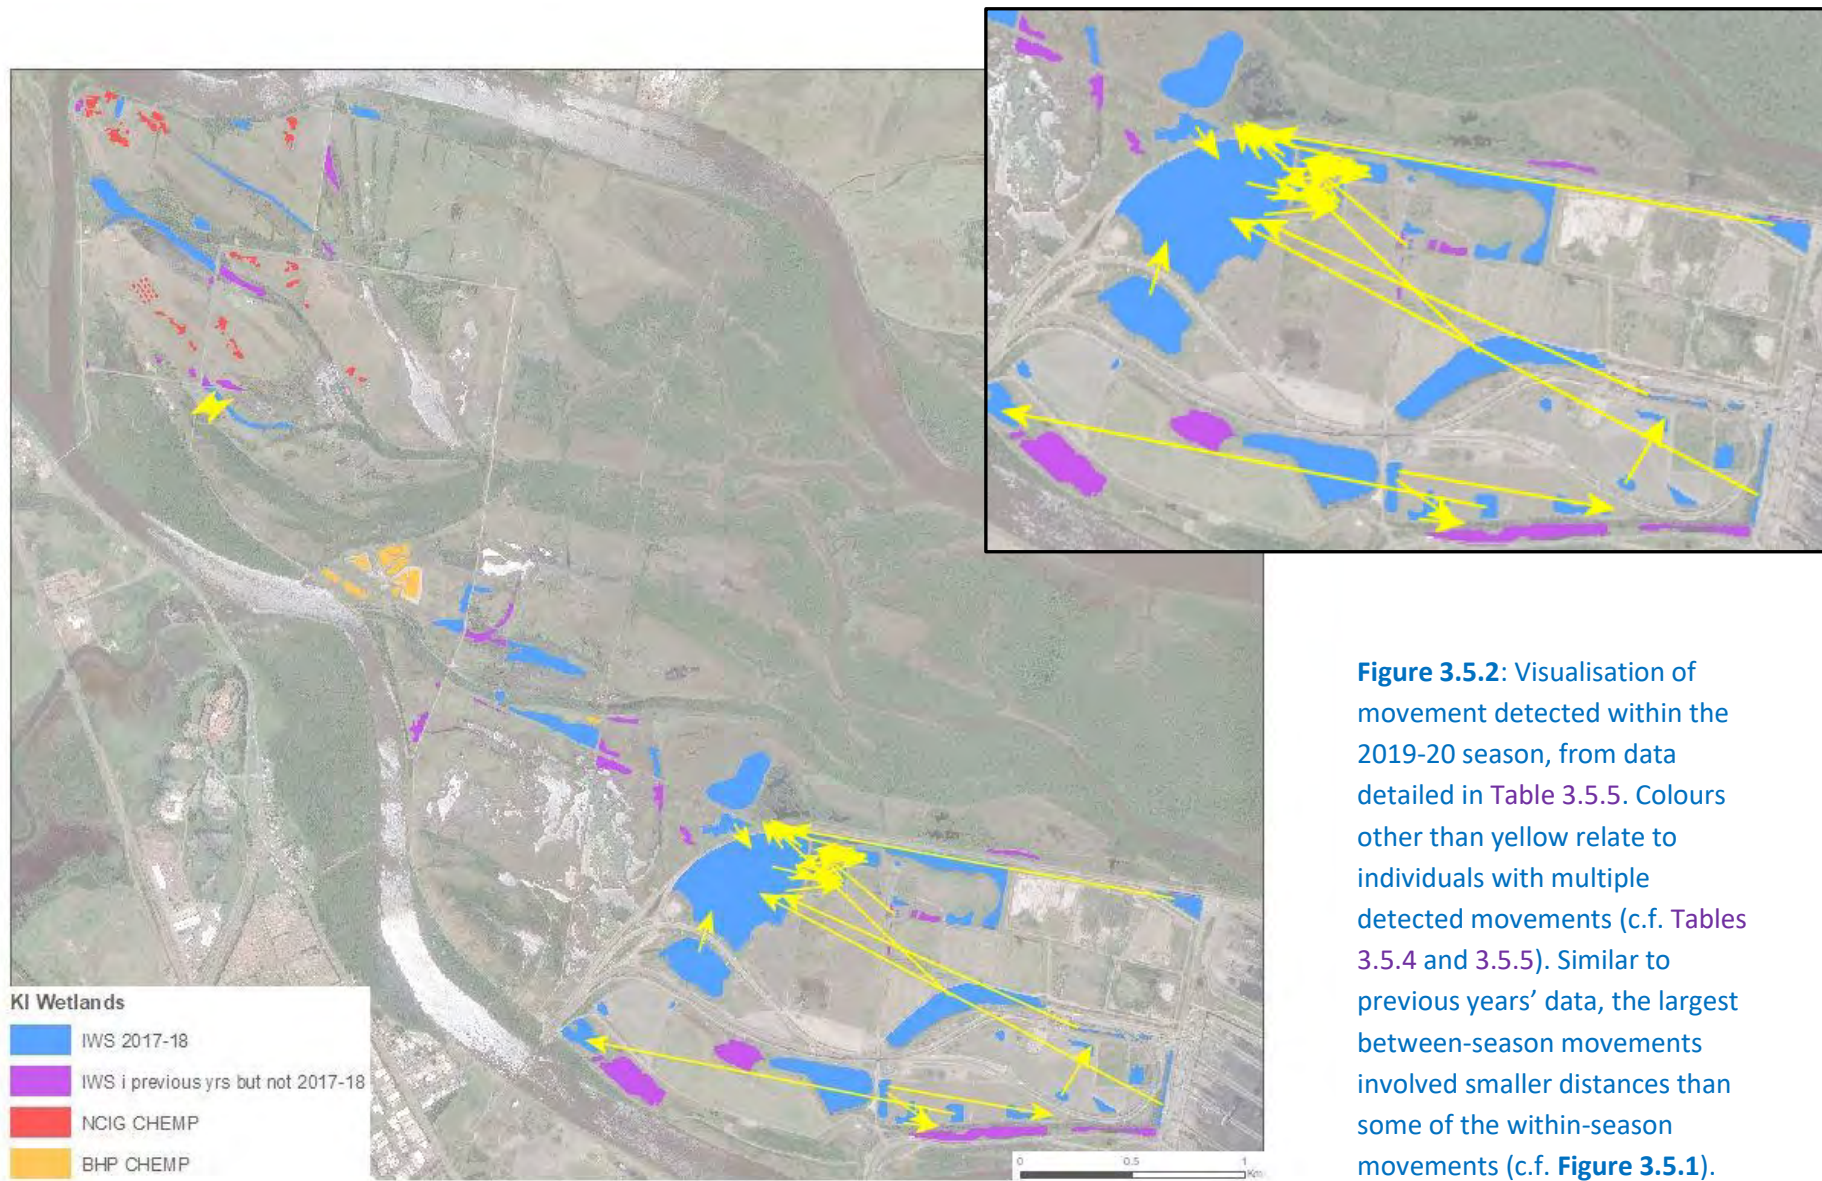 Figure 3.5.2: Visualisation of
movement detected within the
2019-20 season, from data
detailed in Table 3.5.5. Colours
other than yellow relate to
individuals with multiple
detected movements (c.f. Tables
3.5.4 and 3.5.5). Similar to
previous years’ data, the largest
between-season movements
involved smaller distances than
some of the within-season
movements (c.f. Figure 3.5.1).
KI Wetlands
IWS 2017-18
IWS i previous yrs but not 2017-18
NCIG CHEMP
BHP CHEMP
0 0.5 1
Km